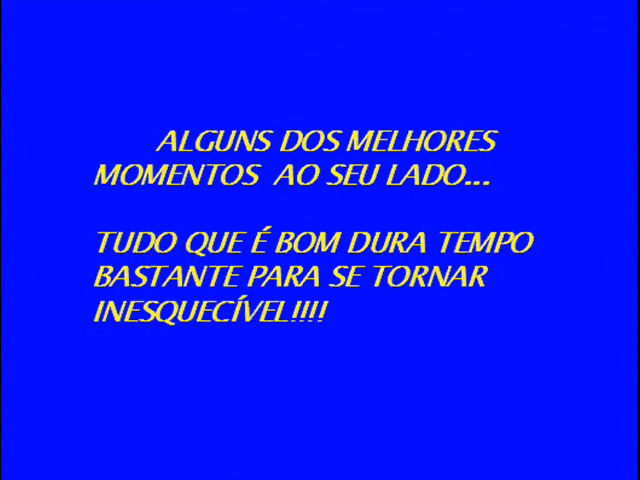 ALGUNS DOS MELHORES
MOMENTOS AO SEU LADO...
TUDO QUE É BOM DURA TEMPO
BASTANTE PARA SE TORNAR
INESQUECÍVEL!!!!